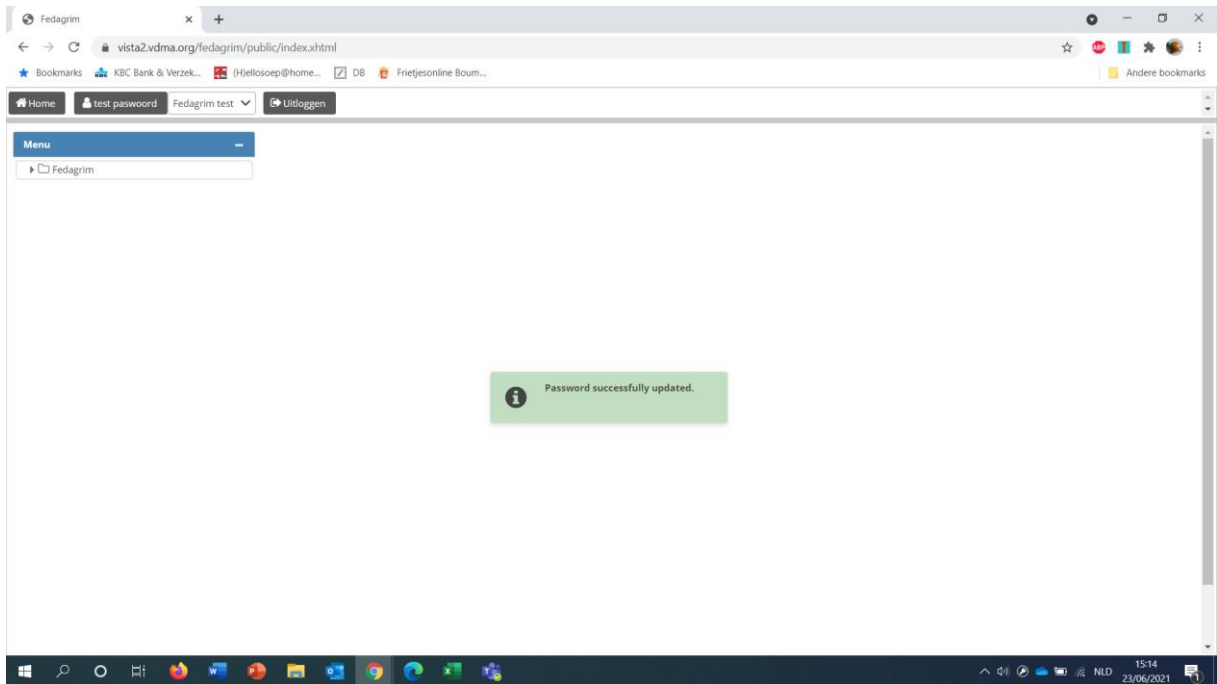 Fedagrim
vista2.vdma.org/fedagrim/public/index.xhtml
ABP
Bookmarks KBC Bank & Verzek... (H)ellosoep@home... DB Frietjesonline Boum... Andere bookmarks
Home test paswoord Fedagrim test Uitloggen
Menu
Fedagrim
Password successfully updated.
NLD 15:14
23/06/2021